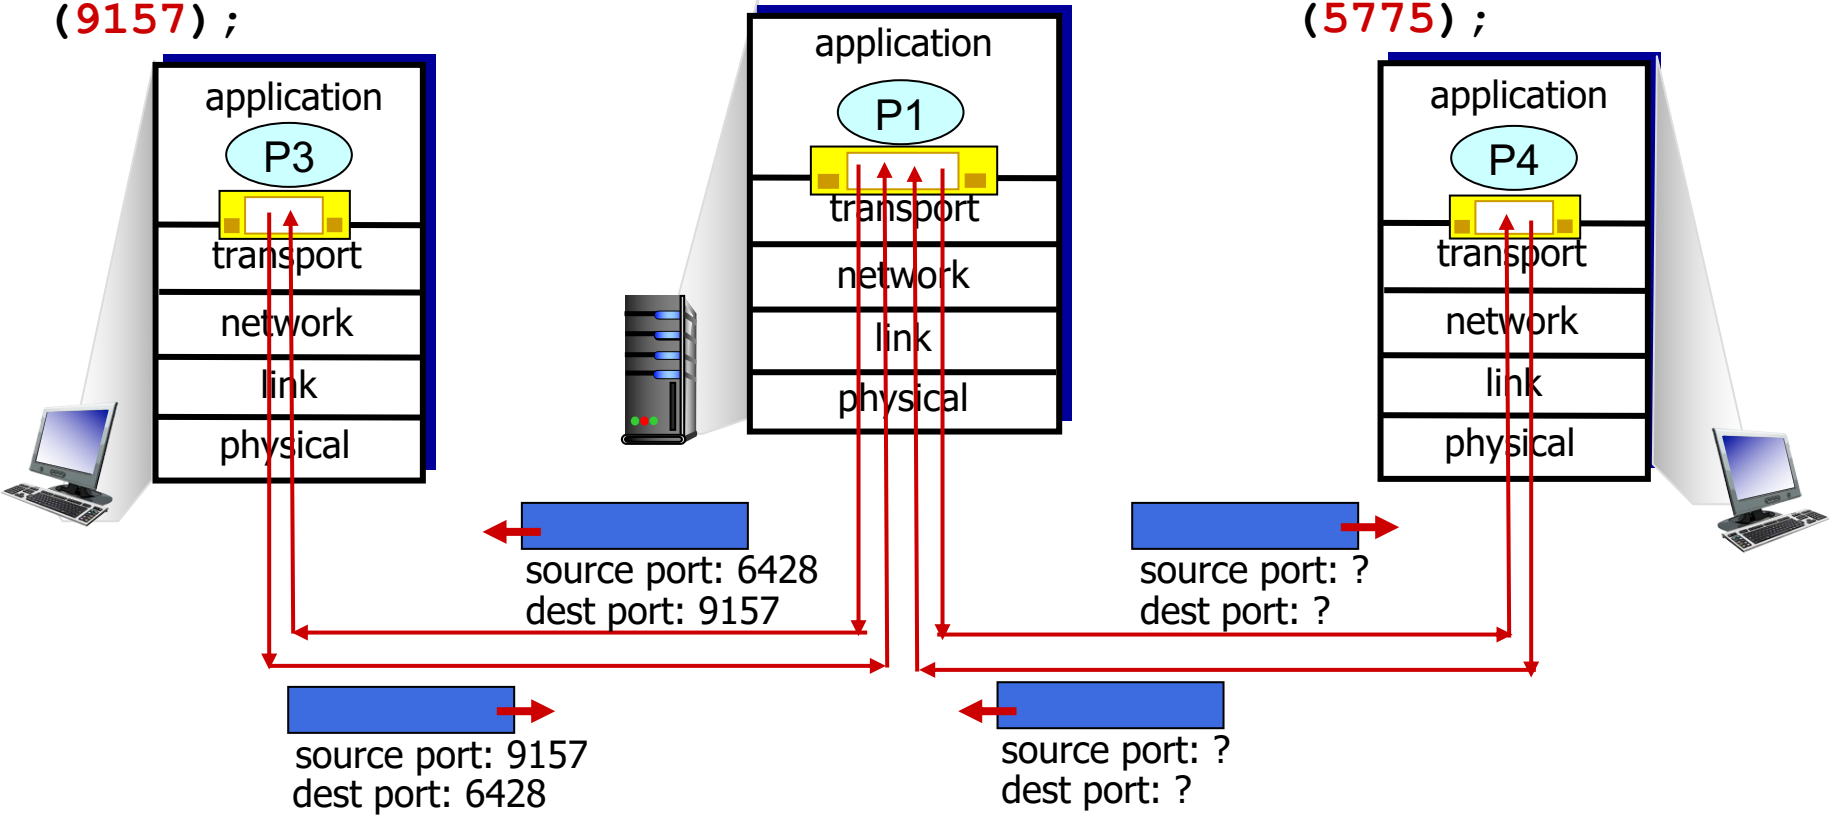 (9157);
(5775);
application
P3
transport
network
link
physical
application
P1
transport
network
link
physical
application
P4
transport
network
link
physical
source port: 6428
dest port: 9157
source port: ?
dest port: ?
source port: 9157
dest port: 6428
source port: ?
dest port: ?